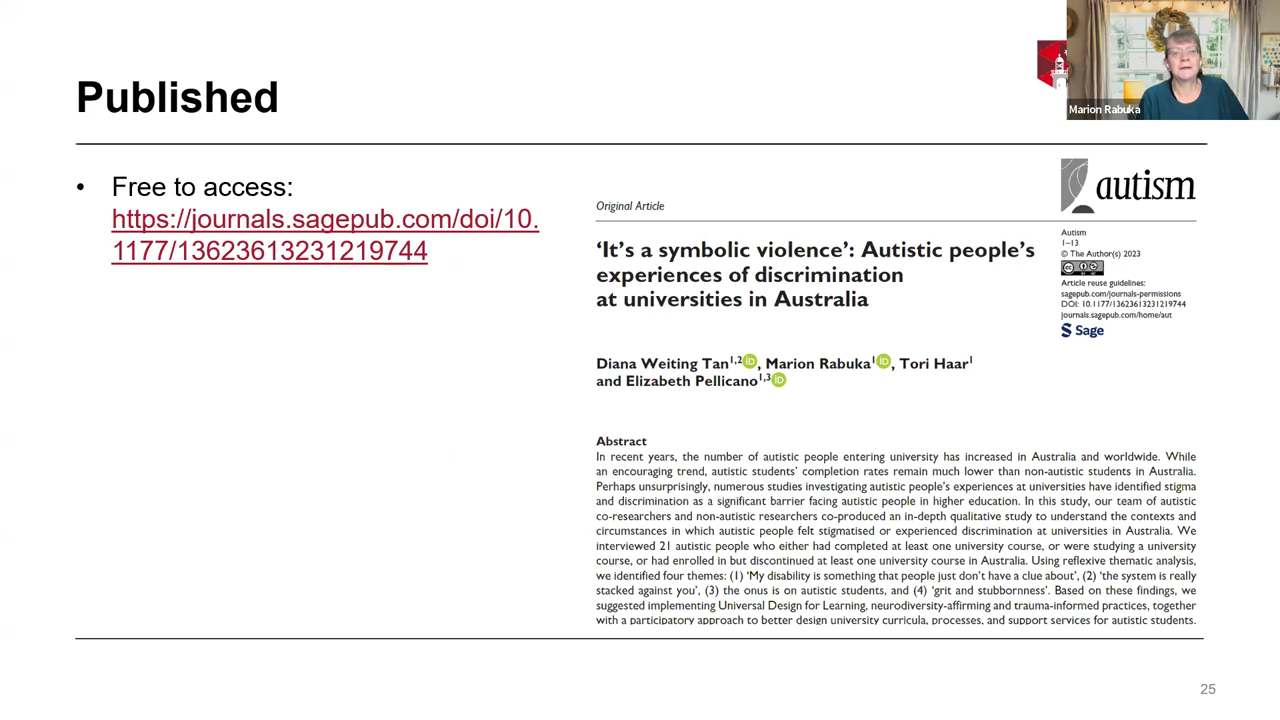 Published
Marion Rabuka
• Free to access:
https://journals.sagepub.com/doi/10.
1177/13623613231219744
autism
Original Article
Autism
1–13
© The Author(s) 2023
Article reuse guidelines:
sagepub.com/journals-permissions
DOI: 10.1177/13623613231219744
journals.sagepub.com/home/aut
Sage
‘It’s a symbolic violence’: Autistic people’s
experiences of discrimination
at universities in Australia
Diana Weiting Tan1,2 iD, Marion Rabuka1 iD, Tori Haar1
and Elizabeth Pellicano1,3 iD
Abstract
In recent years, the number of autistic people entering university has increased in Australia and worldwide. While
an encouraging trend, autistic students’ completion rates remain much lower than non-autistic students in Australia.
Perhaps unsurprisingly, numerous studies investigating autistic people’s experiences at universities have identified stigma
and discrimination as a significant barrier facing autistic people in higher education. In this study, our team of autistic
co-researchers and non-autistic researchers co-produced an in-depth qualitative study to understand the contexts and
circumstances in which autistic people felt stigmatised or experienced discrimination at universities in Australia. We
interviewed 21 autistic people who either had completed at least one university course, or were studying a university
course, or had enrolled in but discontinued at least one university course in Australia. Using reflexive thematic analysis,
we identified four themes: (1) ‘My disability is something that people just don’t have a clue about’, (2) ‘the system is really
stacked against you’, (3) the onus is on autistic students, and (4) ‘grit and stubbornness’. Based on these findings, we
suggested implementing Universal Design for Learning, neurodiversity-affirming and trauma-informed practices, together
with a participatory approach to better design university curricula, processes, and support services for autistic students.
25